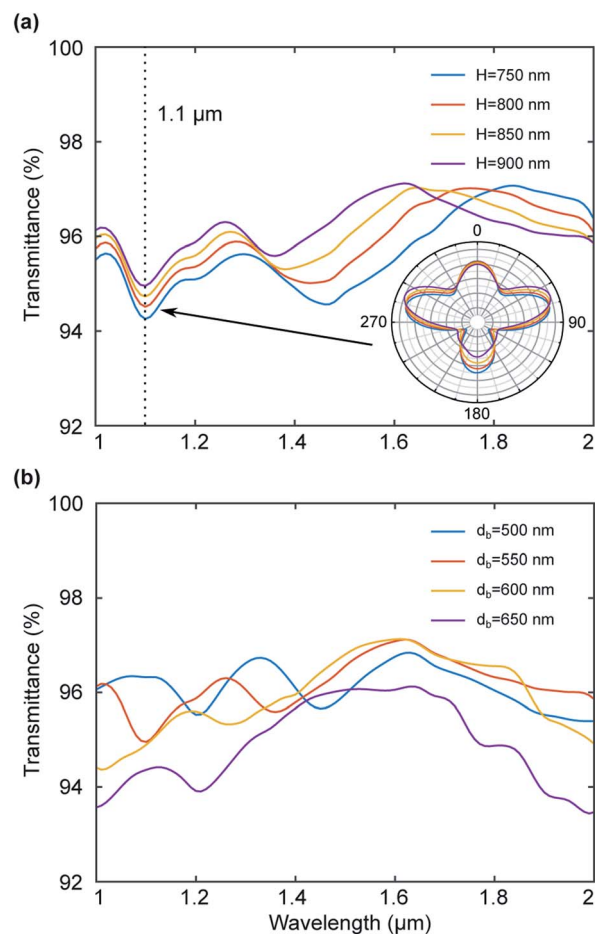 (a)
100
98
96
94
92
Transmittance (%)
1.1 µm
H=750 nm
H=800 nm
H=850 nm
H=900 nm
0
90
180
270
1
1.2
1.4
1.6
1.8
2
(b)
100
98
96
94
92
Transmittance (%)
d_b=500 nm
d_b=550 nm
d_b=600 nm
d_b=650 nm
1
1.2
1.4
1.6
1.8
2
Wavelength (µm)